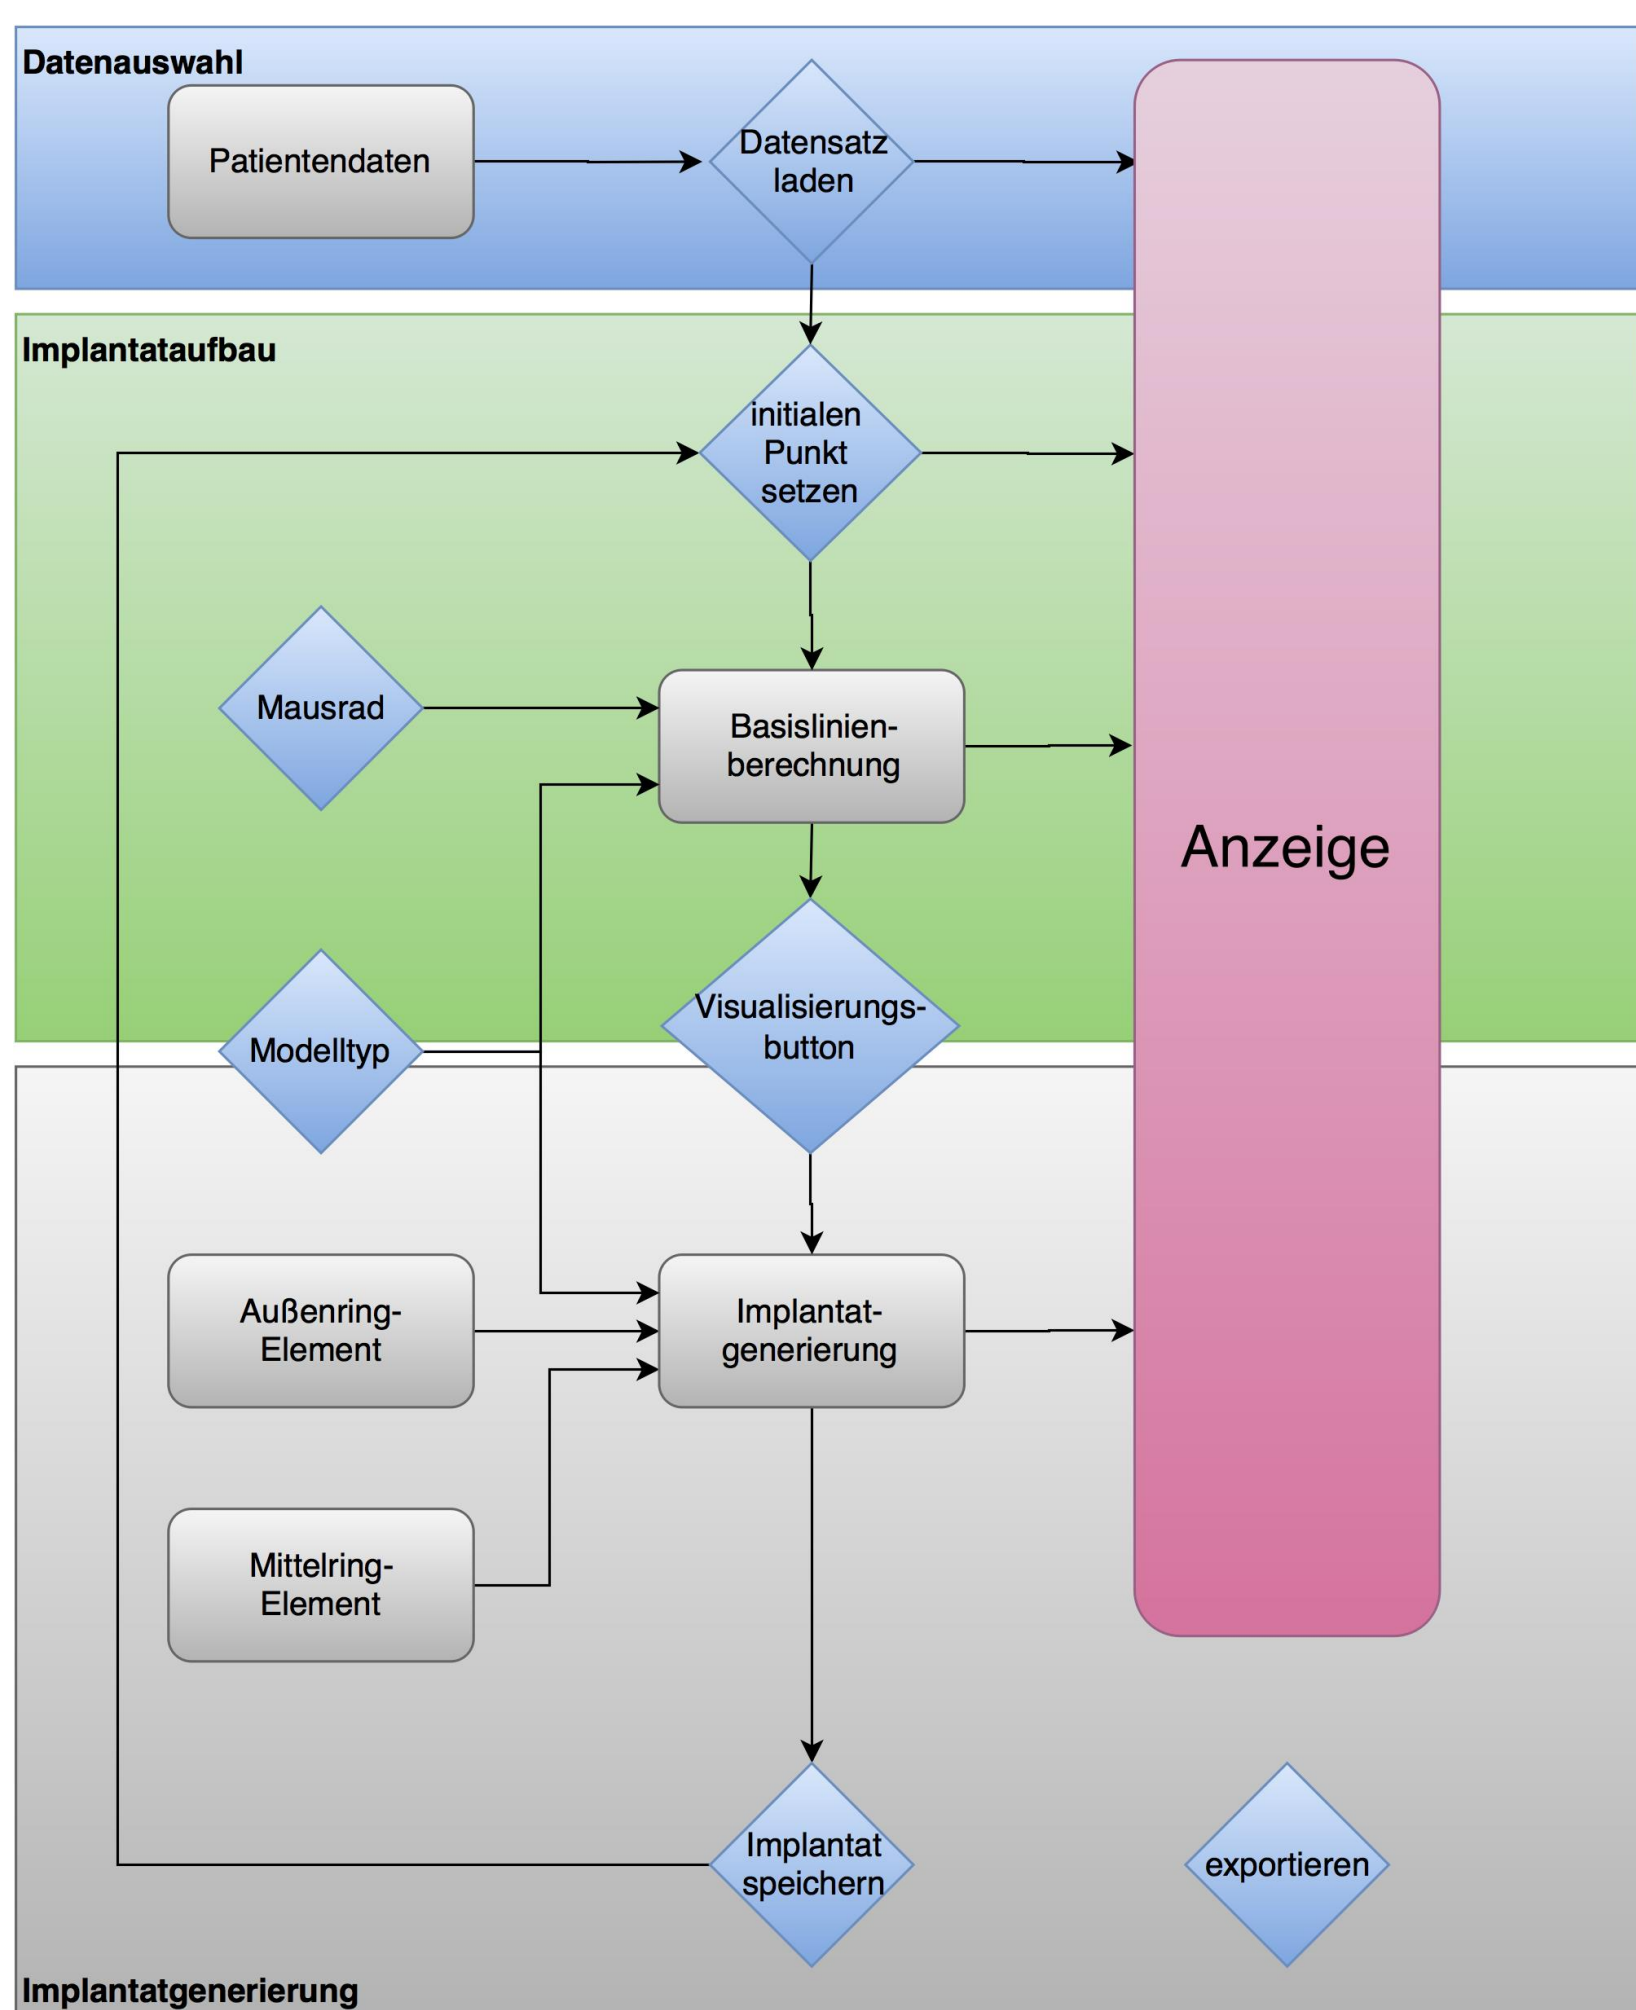 Datenauswahl
Patientendaten
Datensatz
laden
Implantataufbau
initialen
Punkt
setzen
Mausrad
Basislinien-
berechnung
Anzeige
Modelltyp
Visualisierungs-
button
Außenring-
Element
Implantat-
generierung
Mittelring-
Element
Implantat
speichern
exportieren
Implantatgenerierung